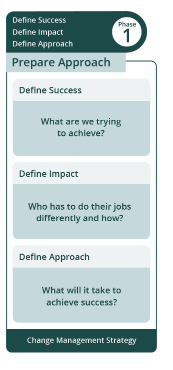 Define Success
Define Impact
Define Approach
Phase
1
Prepare Approach
Define Success
What are we trying
to achieve?
Define Impact
Who has to do their jobs
differently and how?
Define Approach
What will it take to
achieve success?
Change Management Strategy